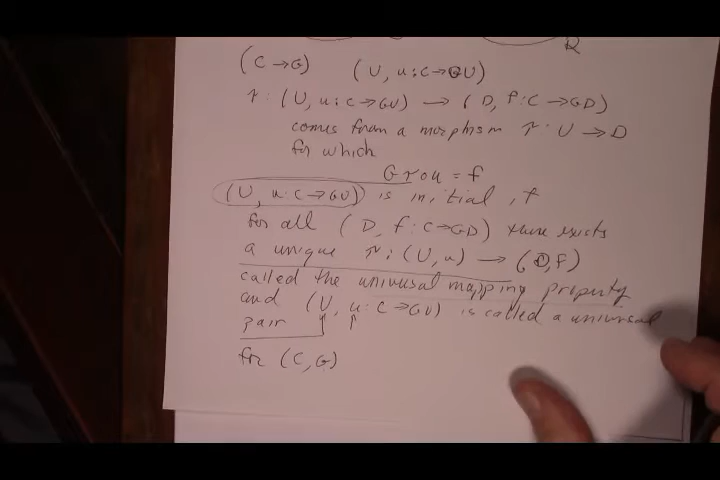 R
(C → G) (U, u : C → GU)
r : (U, u : C → GU) → (D, f : C → GD)
comes from a morphism r : U → D
for which
G r o u = f
(U, u : C → GU) is initial if
for all (D, f : C → GD) there exists
a unique r : (U, u) → (D, f)
called the universal mapping property
and (U, u : C → GU) is called a universal
pair
for (C, G)